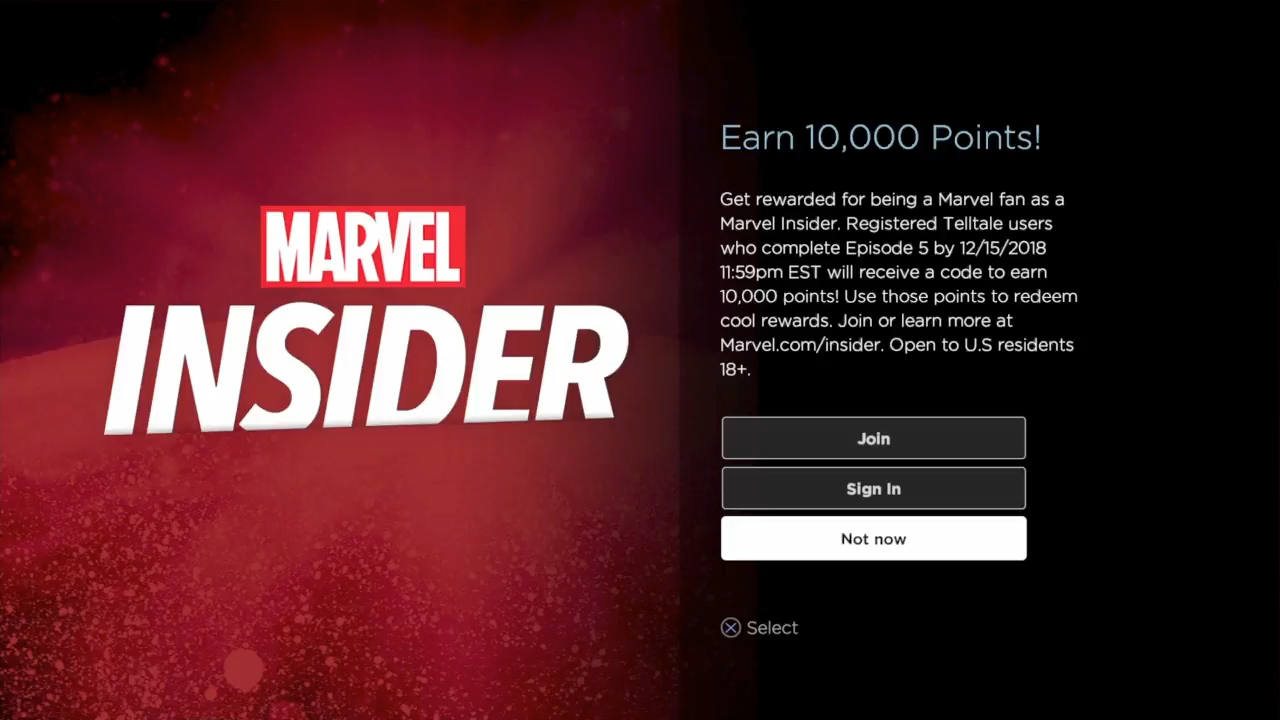 MARVEL
INSIDER
Earn 10,000 Points!
Get rewarded for being a Marvel fan as a
Marvel Insider. Registered Telltale users
who complete Episode 5 by 12/15/2018
11:59pm EST will receive a code to earn
10,000 points! Use those points to redeem
cool rewards. Join or learn more at
Marvel.com/insider. Open to U.S residents
18+.
Join
Sign In
Not now
Select